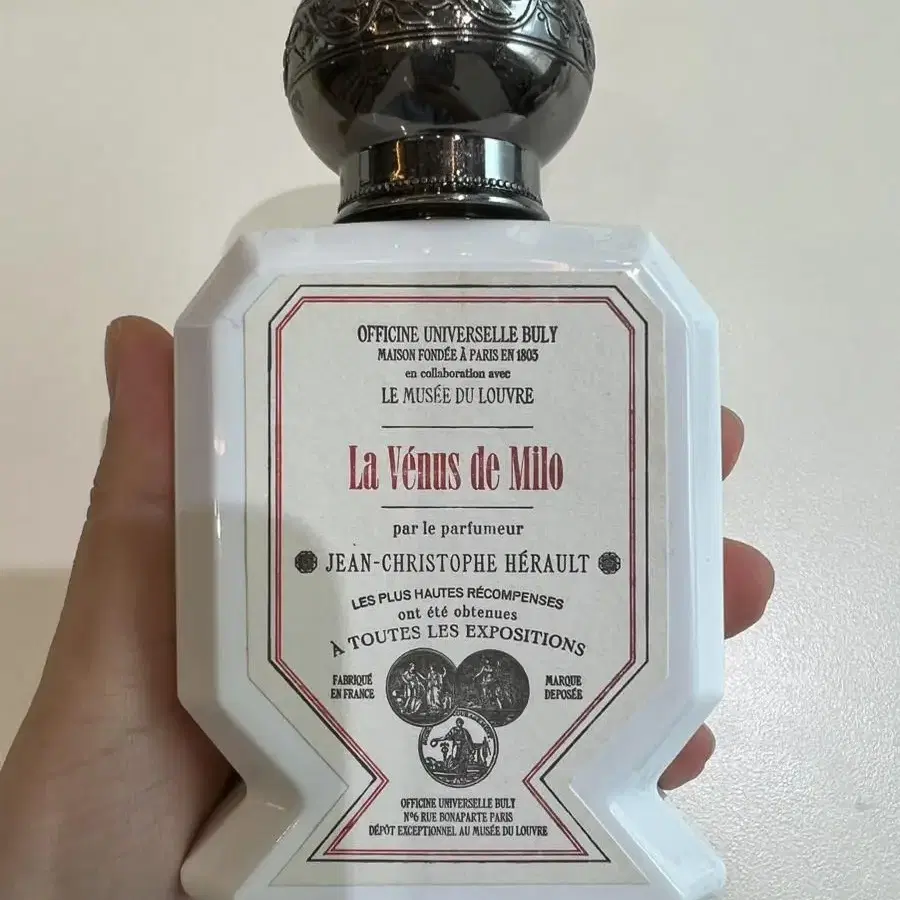 OFFICINE UNIVERSELLE BULY
MAISON FONDÉE À PARIS EN 1803
en collaboration avec
LE MUSÉE DU LOUVRE
La Vénus de Milo
par le parfumeur
JEAN-CHRISTOPHE HÉRAULT
LES PLUS HAUTES RÉCOMPENSES
ont été obtenues
À TOUTES LES EXPOSITIONS
FABRIQUÉ
EN FRANCE
MARQUE
DEPOSÉE
OFFICINE UNIVERSELLE BULY
Nº6 RUE BONAPARTE PARIS
DÉPÔT EXCEPTIONNEL AU MUSÉE DU LOUVRE